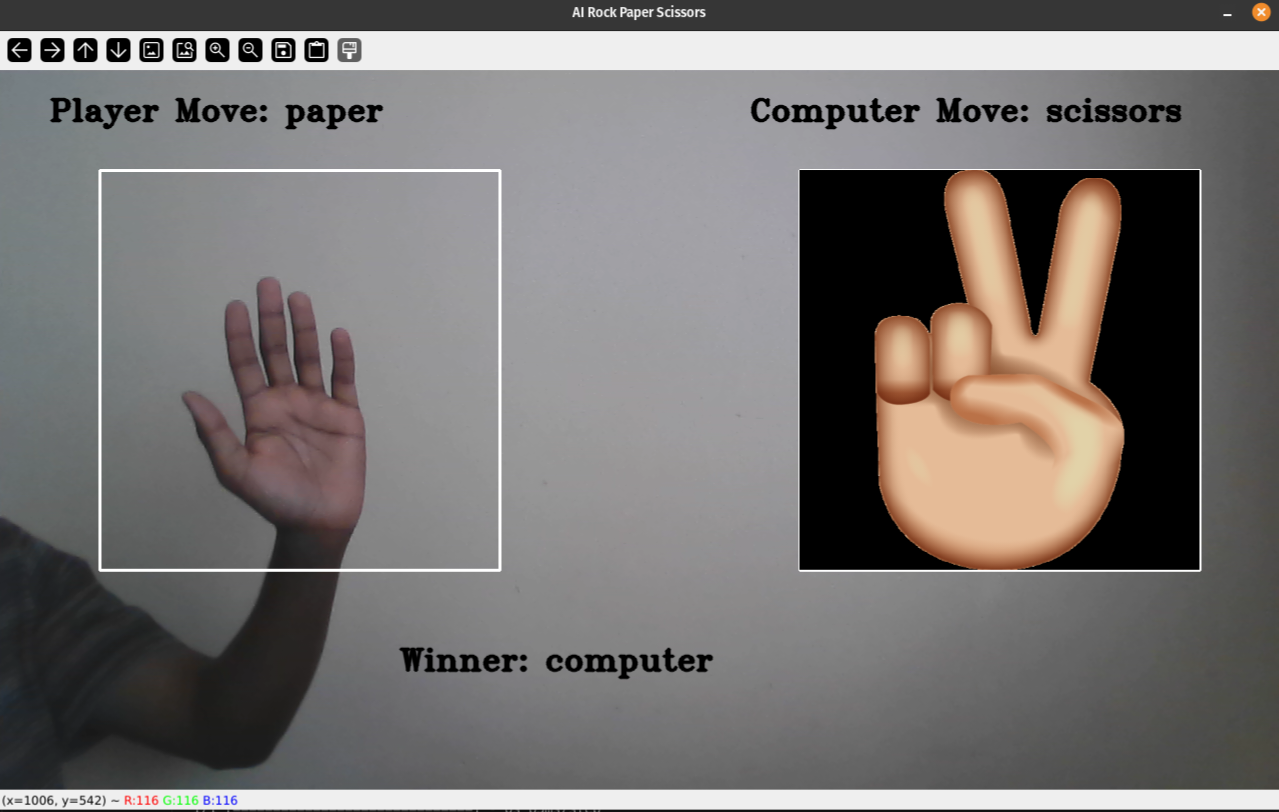 AI Rock Paper Scissors
Player Move: paper
Computer Move: scissors
Winner: computer
(x=1006, y=542) ~ R:116 G:116 B:116